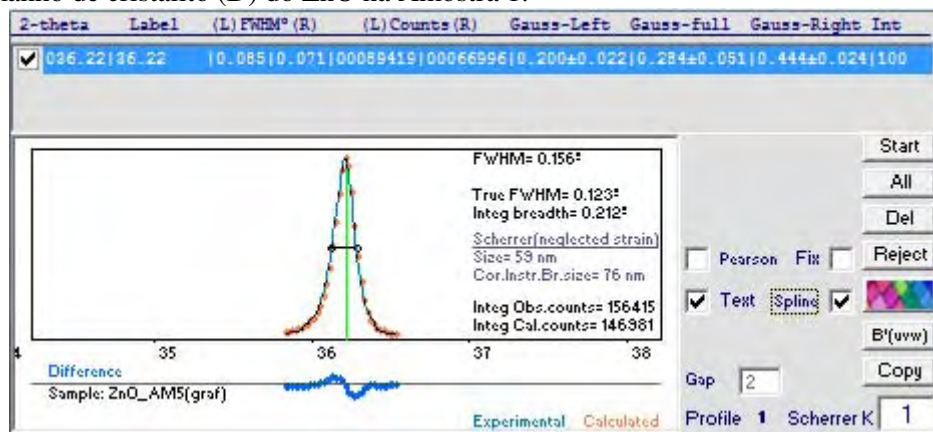 tamanho de cristalito (D) do ZnO na Amostra 1.
2-theta Label (L)FWHM°(R) (L)Counts(R) Gauss-Left Gauss-full Gauss-Right Int
036.22|36.22 |0.085|0.071|00089419|00066996|0.200±0.022|0.284±0.051|0.444±0.024|100
FWHM= 0.156°
True FWHM= 0.123°
Integ breadth= 0.212°
Scherrer(neglected strain)
Size= 59 nm
Cor.Instr.Br.size= 76 nm
Integ Obs.counts= 156415
Integ Cal.counts= 146981
4 35 36 37 38
Difference
Sample: ZnO_AM5(graf)
Experimental Calculated
Start
All
Del
Pearson Fix Reject
Text Spline
B'(uvw)
Gap 2 Copy
Profile 1 Scherrer K 1